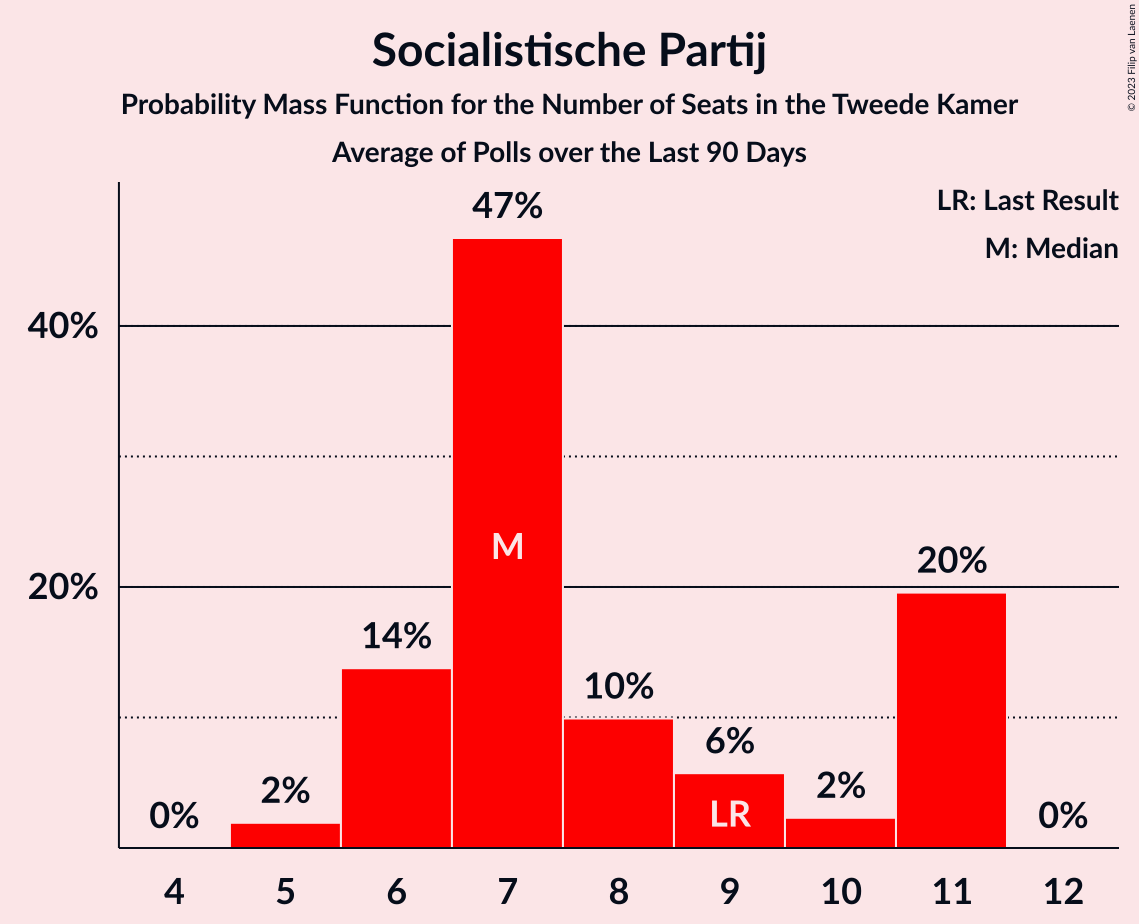 Socialistische Partij
Probability Mass Function for the Number of Seats in the Tweede Kamer
Average of Polls over the Last 90 Days
© 2023 Filip van Laenen
LR: Last Result
M: Median
47%
40%
M
20%
20%
14%
10%
6%
2%
2%
0%
0%
LR
4 5 6 7 8 9 10 11 12